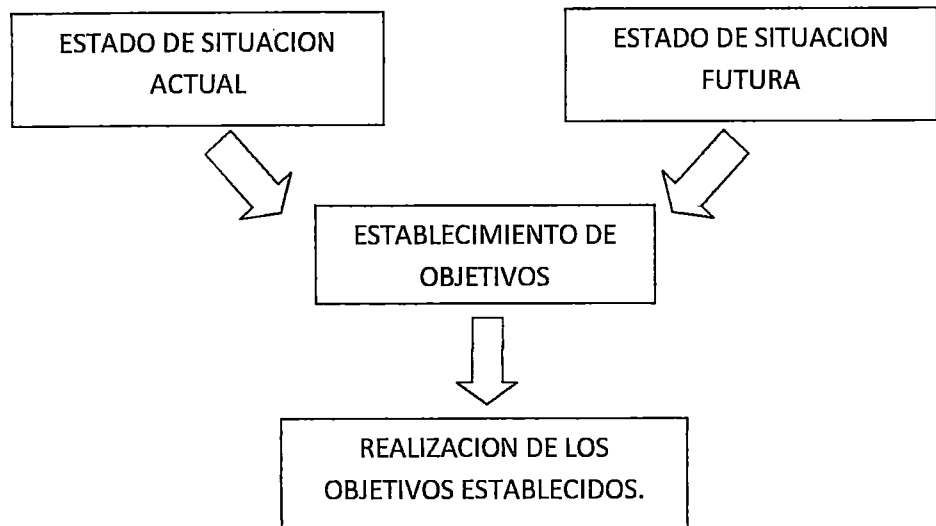 ESTADO DE SITUACION
ACTUAL
ESTADO DE SITUACION
FUTURA
ESTABLECIMIENTO DE
OBJETIVOS
REALIZACION DE LOS
OBJETIVOS ESTABLECIDOS.